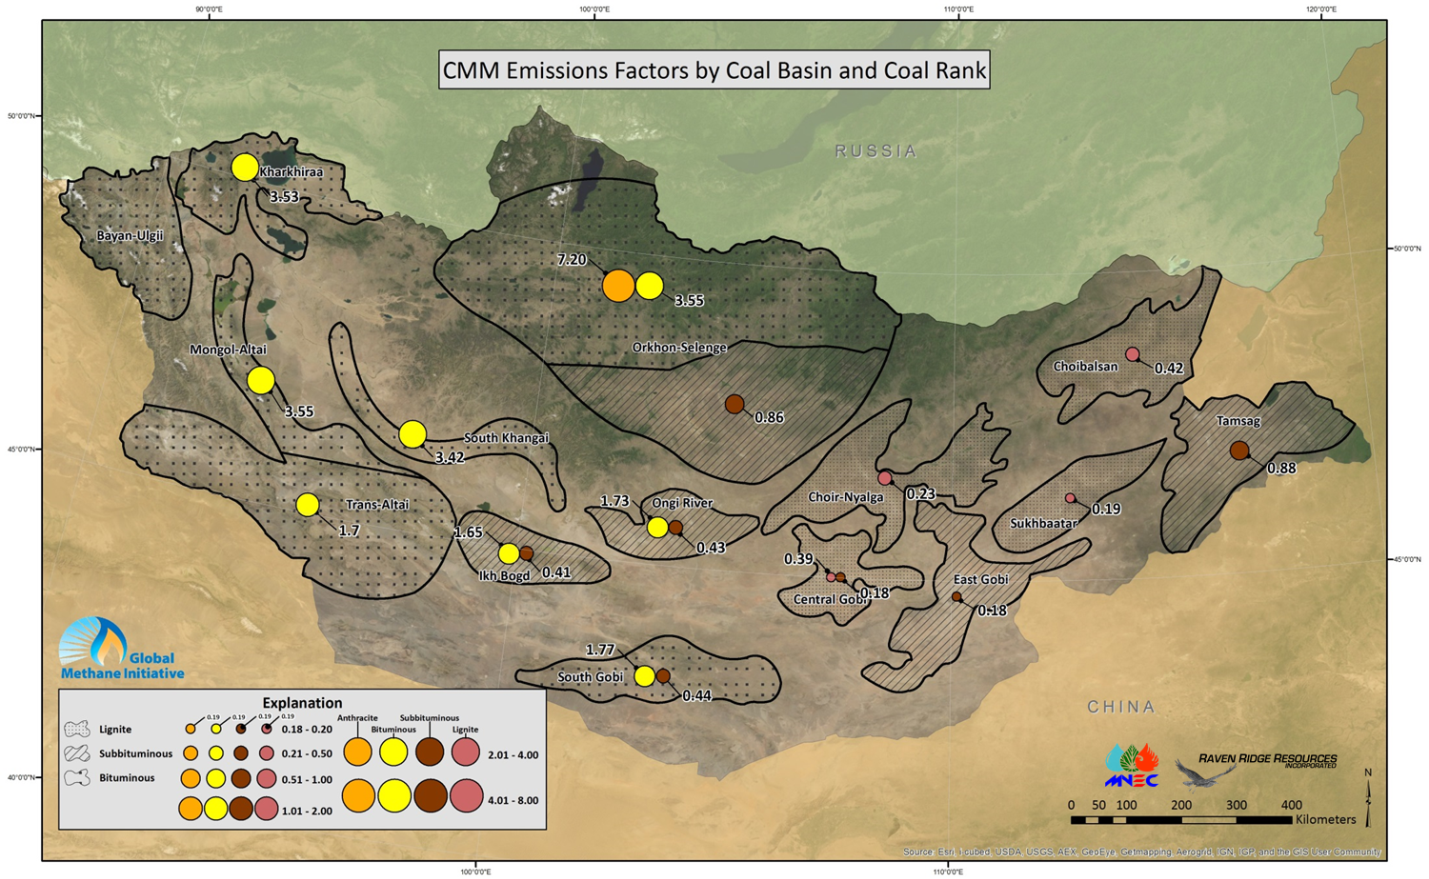 90°0'0"E
100°0'0"E
110°0'0"E
120°0'0"E
CMM Emissions Factors by Coal Basin and Coal Rank
50°0'0"N
RUSSIA
Kharkhiraa
3.53
Bayan-Ulgii
50°0'0"N
7.20
3.55
Orkhon-Selenge
Mongol-Altai
3.55
0.86
Choibalsan
0.42
Tamsag
0.88
South Khangai
3.42
45°0'0"N
Choir-Nyalga
0.23
Sukhbaatar
0.19
Trans-Altai
1.7
1.73
Ongi River
0.43
1.65
Ikh Bogd
0.41
0.39
Central Gobi
0.18
East Gobi
0.18
45°0'0"N
Global
Methane Initiative
1.77
South Gobi
0.44
CHINA
Explanation
Lignite
Subbituminous
Bituminous
0.19 0.19 0.19 0.19
0.18 - 0.20
0.21 - 0.50
0.51 - 1.00
1.01 - 2.00
Anthracite
Bituminous
Subbituminous
Lignite
2.01 - 4.00
4.01 - 8.00
40°0'0"N
MNEC
RAVEN RIDGE RESOURCES
INCORPORATED
N
0 50 100 200 300 400
Kilometers
Source: Esri, i-cubed, USDA, USGS, AEX, GeoEye, Getmapping, Aerogrid, IGN, IGP, and the GIS User Community
100°0'0"E
110°0'0"E